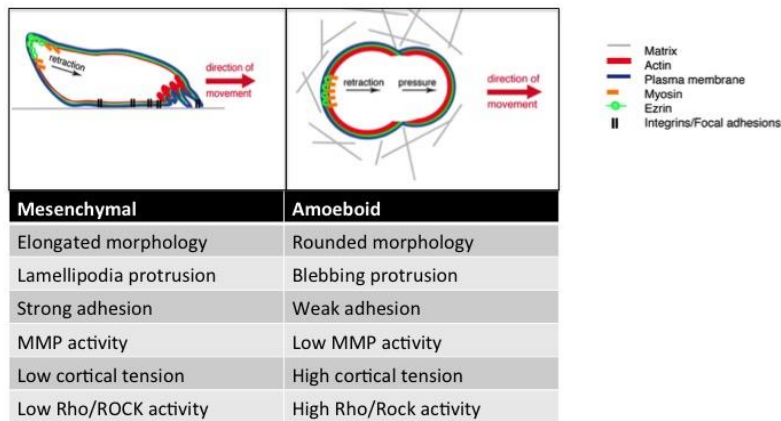 retraction
direction of
movement
retraction
pressure
direction of
movement
Matrix
Actin
Plasma membrane
Myosin
Ezrin
Integrins/Focal adhesions
Mesenchymal Amoeboid
Elongated morphology Rounded morphology
Lamellipodia protrusion Blebbing protrusion
Strong adhesion Weak adhesion
MMP activity Low MMP activity
Low cortical tension High cortical tension
Low Rho/ROCK activity High Rho/Rock activity